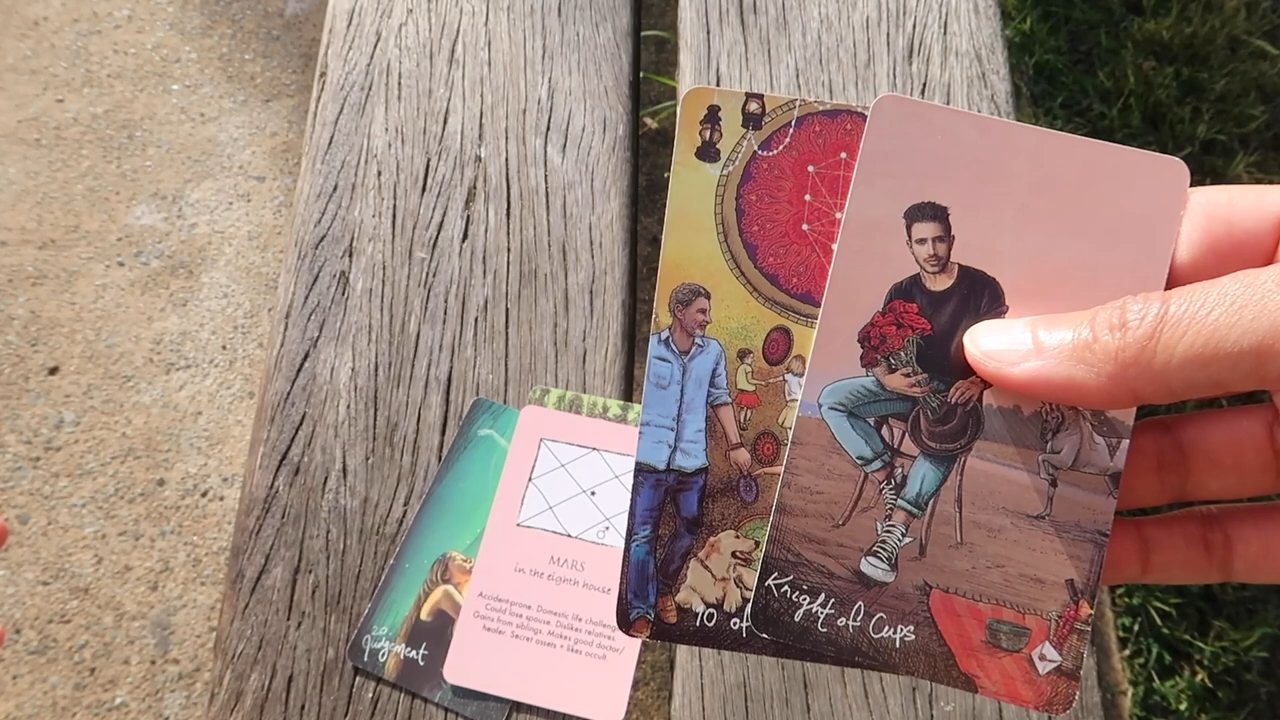 10 of
Knight of Cups
20
Judgement
MARS
in the eighth house
Accident-prone. Domestic life challeng
Could lose spouse. Dislikes relatives.
Gains from siblings. Makes good doctor/
healer. Secret assets + likes occult.